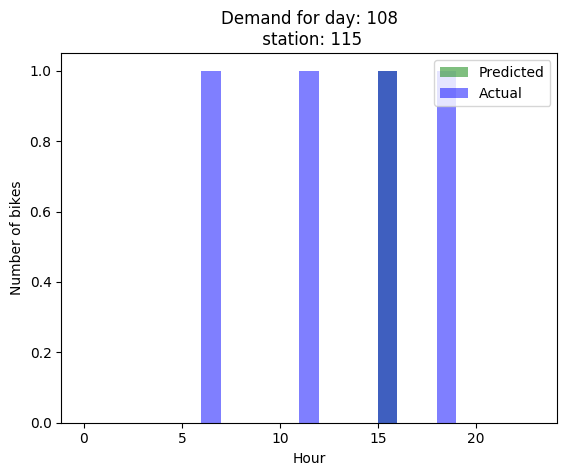 Demand for day: 108
station: 115
1.0
0.8
0.6
0.4
0.2
0.0
Number of bikes
Predicted
Actual
0 5 10 15 20
Hour